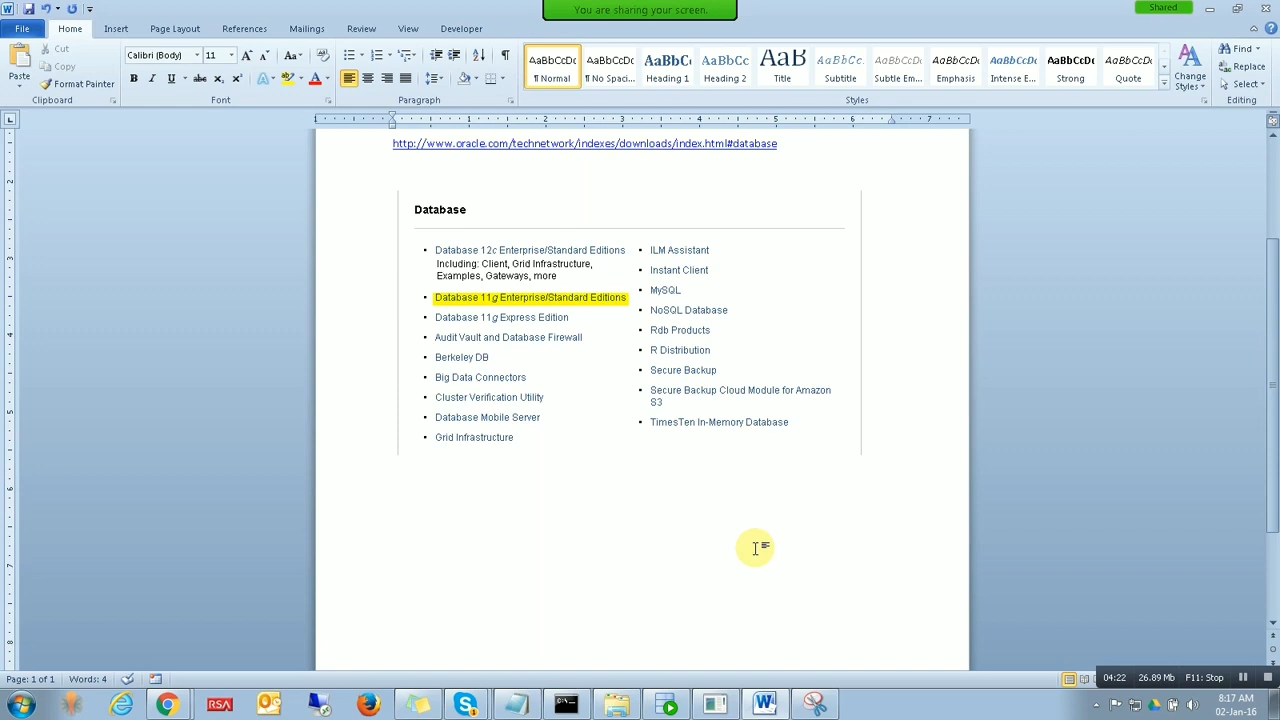 You are sharing your screen.
Shared
File Home Insert Page Layout References Mailings Review View Developer
Cut
Copy
Paste
Format Painter
Clipboard
Calibri (Body) 11
Font
Paragraph
AaBbCcDc AaBbCcDc AaBbCc AaBbCc AaB AaBbCc. AaBbCcDc AaBbCcDc AaBbCcDc AaBbCcDc AaBbCcDc
¶ Normal ¶ No Spaci... Heading 1 Heading 2 Title Subtitle Subtle Em... Emphasis Intense E... Strong Quote
Styles
Change
Styles
Find
Replace
Select
Editing
http://www.oracle.com/technetwork/indexes/downloads/index.html#database
Database
Database 12c Enterprise/Standard Editions
Including: Client, Grid Infrastructure,
Examples, Gateways, more
Database 11g Enterprise/Standard Editions
Database 11g Express Edition
Audit Vault and Database Firewall
Berkeley DB
Big Data Connectors
Cluster Verification Utility
Database Mobile Server
Grid Infrastructure
ILM Assistant
Instant Client
MySQL
NoSQL Database
Rdb Products
R Distribution
Secure Backup
Secure Backup Cloud Module for Amazon
S3
TimesTen In-Memory Database
Page: 1 of 1 Words: 4
04:22 26.89 Mb F11: Stop
RSA
8:17 AM
02-Jan-16